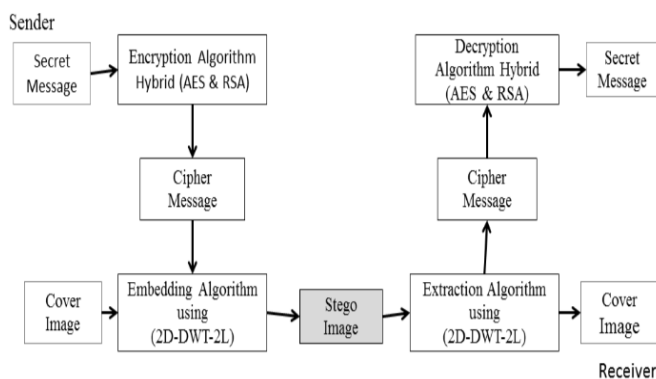 Sender
Secret
Message
Encryption Algorithm
Hybrid (AES & RSA)
Decryption
Algorithm Hybrid
(AES & RSA)
Secret
Message
Cipher
Message
Cipher
Message
Cover
Image
Embedding Algorithm
using
(2D-DWT-2L)
Stego
Image
Extraction Algorithm
using
(2D-DWT-2L)
Cover
Image
Receiver